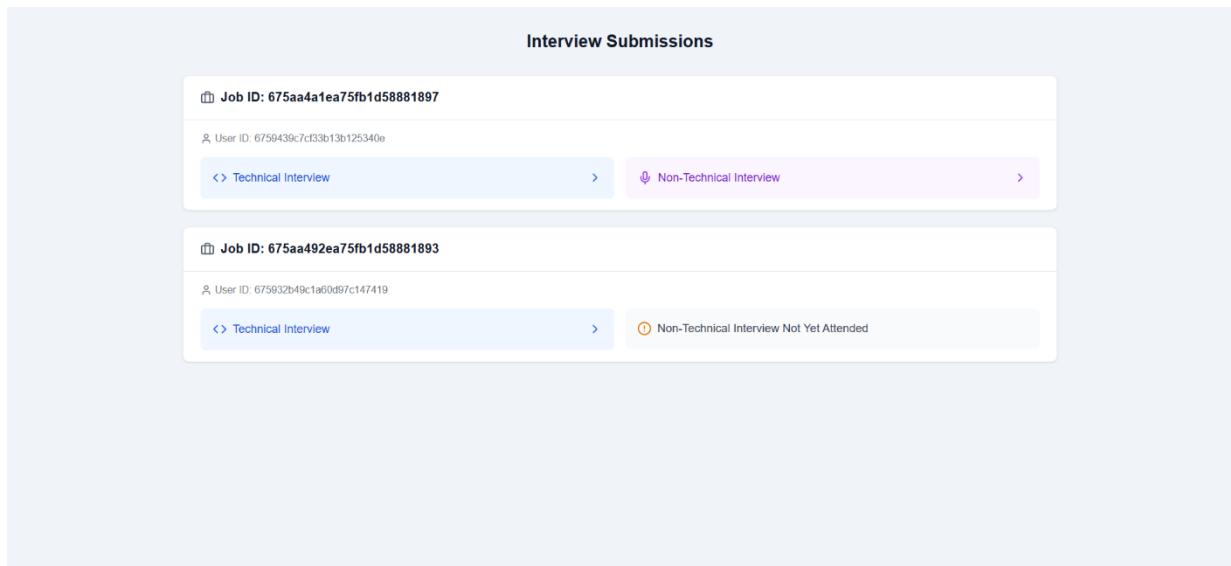 Interview Submissions
Job ID: 675aa4a1ea75fb1d58881897
User ID: 6759439c7cf33b13b125340e
Technical Interview
Non-Technical Interview
Job ID: 675aa492ea75fb1d58881893
User ID: 675932b49c1a60d97c147419
Technical Interview
Non-Technical Interview Not Yet Attended